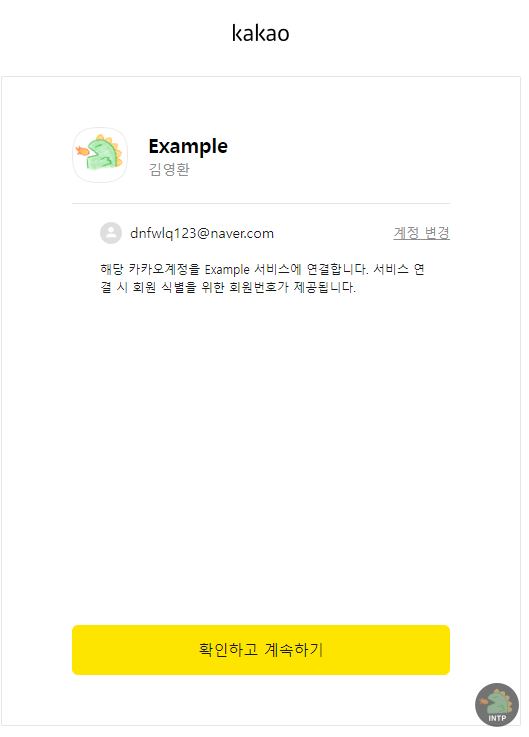 kakao
Example
김영환
dnfwlq123@naver.com 계정 변경
해당 카카오계정을 Example 서비스에 연결합니다. 서비스 연
결 시 회원 식별을 위한 회원번호가 제공됩니다.
확인하고 계속하기
INTP